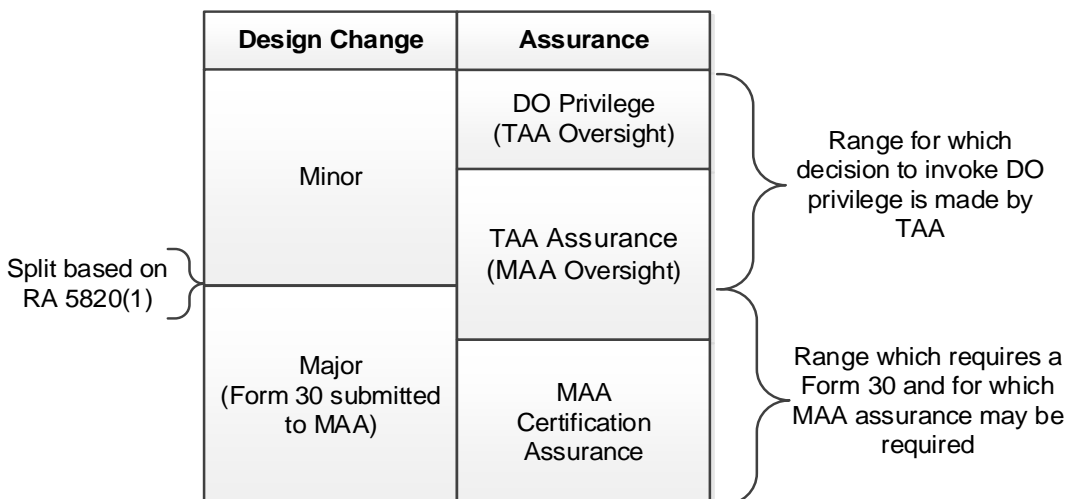 Design Change
Assurance
Minor
DO Privilege
(TAA Oversight)
Range for which
decision to invoke DO
privilege is made by
TAA
TAA Assurance
(MAA Oversight)
Split based on
RA 5820(1)
Major
(Form 30 submitted
to MAA)
MAA
Certification
Assurance
Range which requires a
Form 30 and for which
MAA assurance may be
required